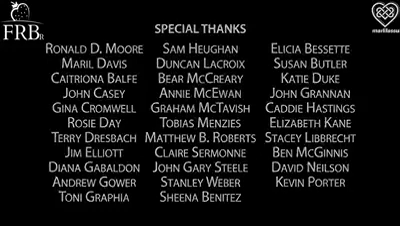 FRBR
marlitassu
SPECIAL THANKS
RONALD D. MOORE
MARIL DAVIS
CAITRIONA BALFE
JOHN CASEY
GINA CROMWELL
ROSIE DAY
TERRY DRESBACH
JIM ELLIOTT
DIANA GABALDON
ANDREW GOWER
TONI GRAPHIA
SAM HEUGHAN
DUNCAN LACROIX
BEAR MCCREARY
ANNIE MCEWAN
GRAHAM MCTAVISH
TOBIAS MENZIES
MATTHEW B. ROBERTS
CLAIRE SERMONNE
JOHN GARY STEELE
STANLEY WEBER
SHEENA BENITEZ
ELICIA BESSETTE
SUSAN BUTLER
KATIE DUKE
JOHN GRANNAN
CADDIE HASTINGS
ELIZABETH KANE
STACEY LIBBRECHT
BEN MCGINNIS
DAVID NEILSON
KEVIN PORTER